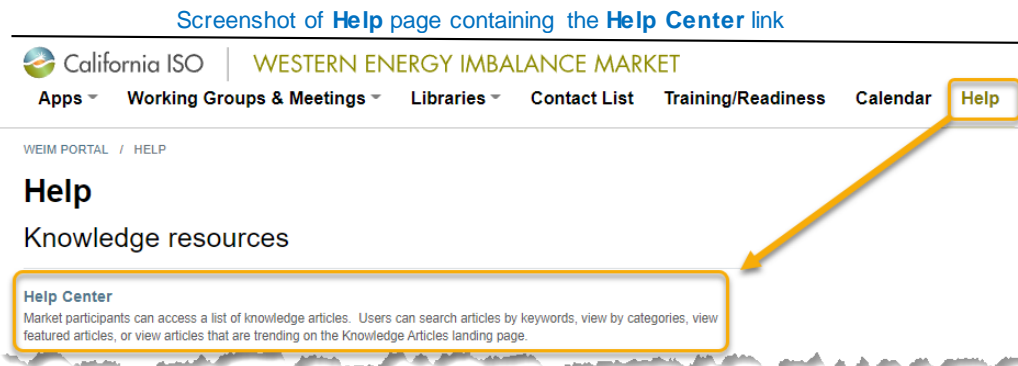 Screenshot of Help page containing the Help Center link
California ISO WESTERN ENERGY IMBALANCE MARKET
Apps Working Groups & Meetings Libraries Contact List Training/Readiness Calendar Help
WEIM PORTAL / HELP
Help
Knowledge resources
Help Center
Market participants can access a list of knowledge articles. Users can search articles by keywords, view by categories, view
featured articles, or view articles that are trending on the Knowledge Articles landing page.